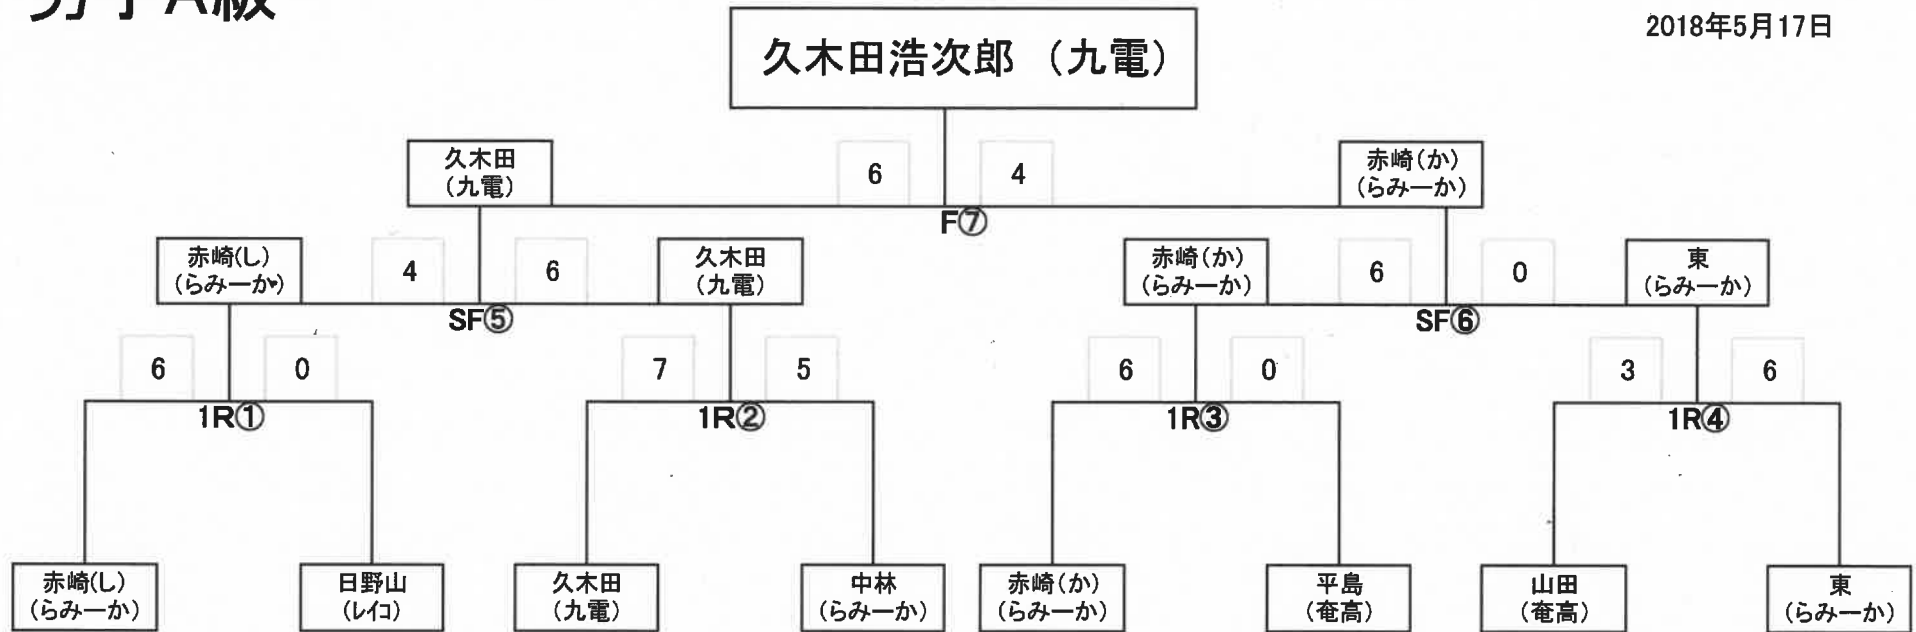 男子A級
2018年5月17日
久木田浩次郎 （九電）
久木田
（九電）
6
4
赤崎（か）
（らみーか）
F⑦
赤崎(し)
（らみーか）
4
6
久木田
（九電）
赤崎（か）
（らみーか）
6
0
東
（らみーか）
SF⑤
SF⑥
6
0
7
5
6
0
3
6
1R①
1R②
1R③
1R④
赤崎(し)
（らみーか）
日野山
（レイコ）
久木田
（九電）
中林
（らみーか）
赤崎（か）
（らみーか）
平島
（奄高）
山田
（奄高）
東
（らみーか）